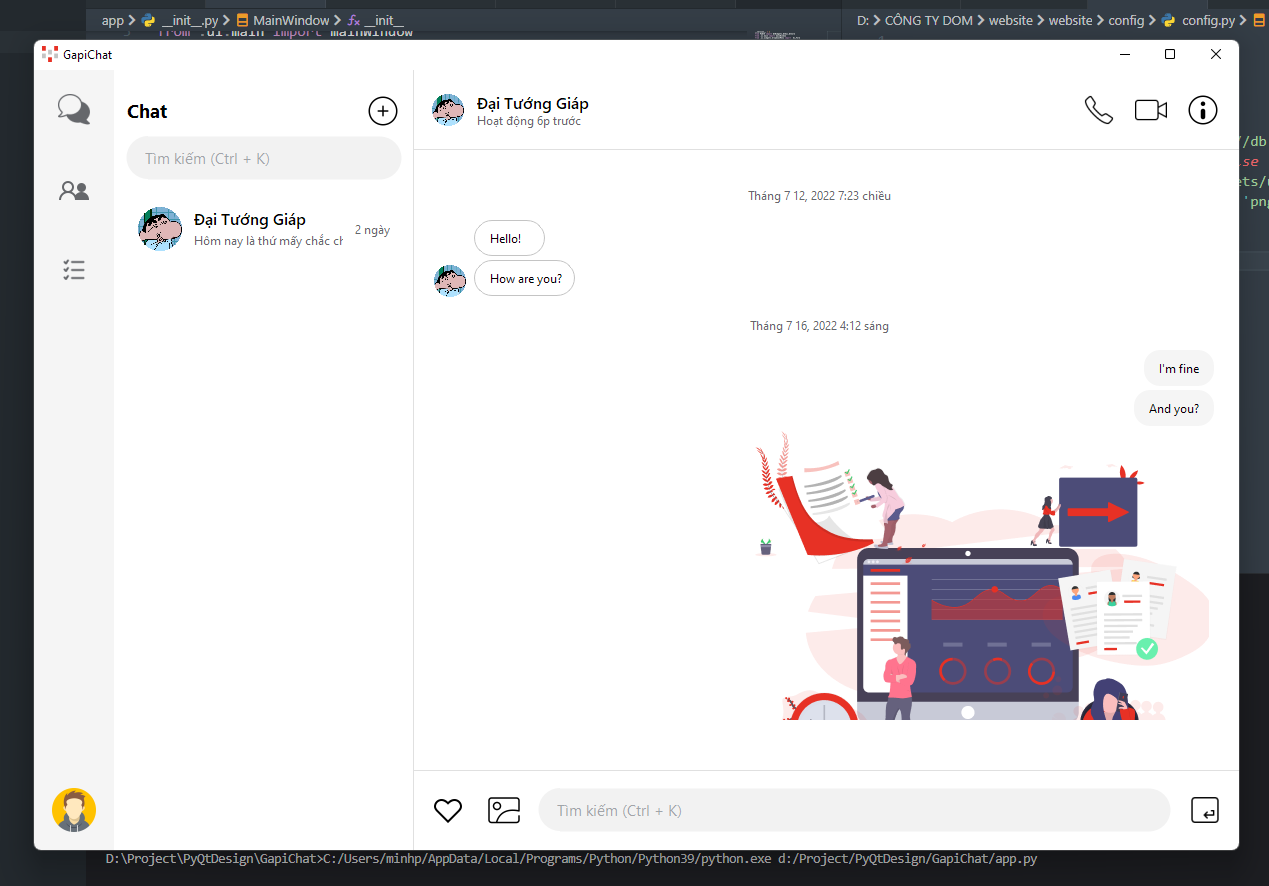 app > __init__.py > MainWindow > __init__
D: > CÔNG TY DOM > website > website > config > config.py >
from .ui.main import MainWindow
GapiChat
Chat
Tìm kiếm (Ctrl + K)
Đại Tướng Giáp
Hôm nay là thứ mấy chắc ch
2 ngày
Đại Tướng Giáp
Hoạt động 6p trước
Tháng 7 12, 2022 7:23 chiều
Hello!
How are you?
Tháng 7 16, 2022 4:12 sáng
I'm fine
And you?
Tìm kiếm (Ctrl + K)
//db
se
ets/
'png
D:\Project\PyQtDesign\GapiChat>C:/Users/minhp/AppData/Local/Programs/Python/Python39/python.exe d:/Project/PyQtDesign/GapiChat/app.py